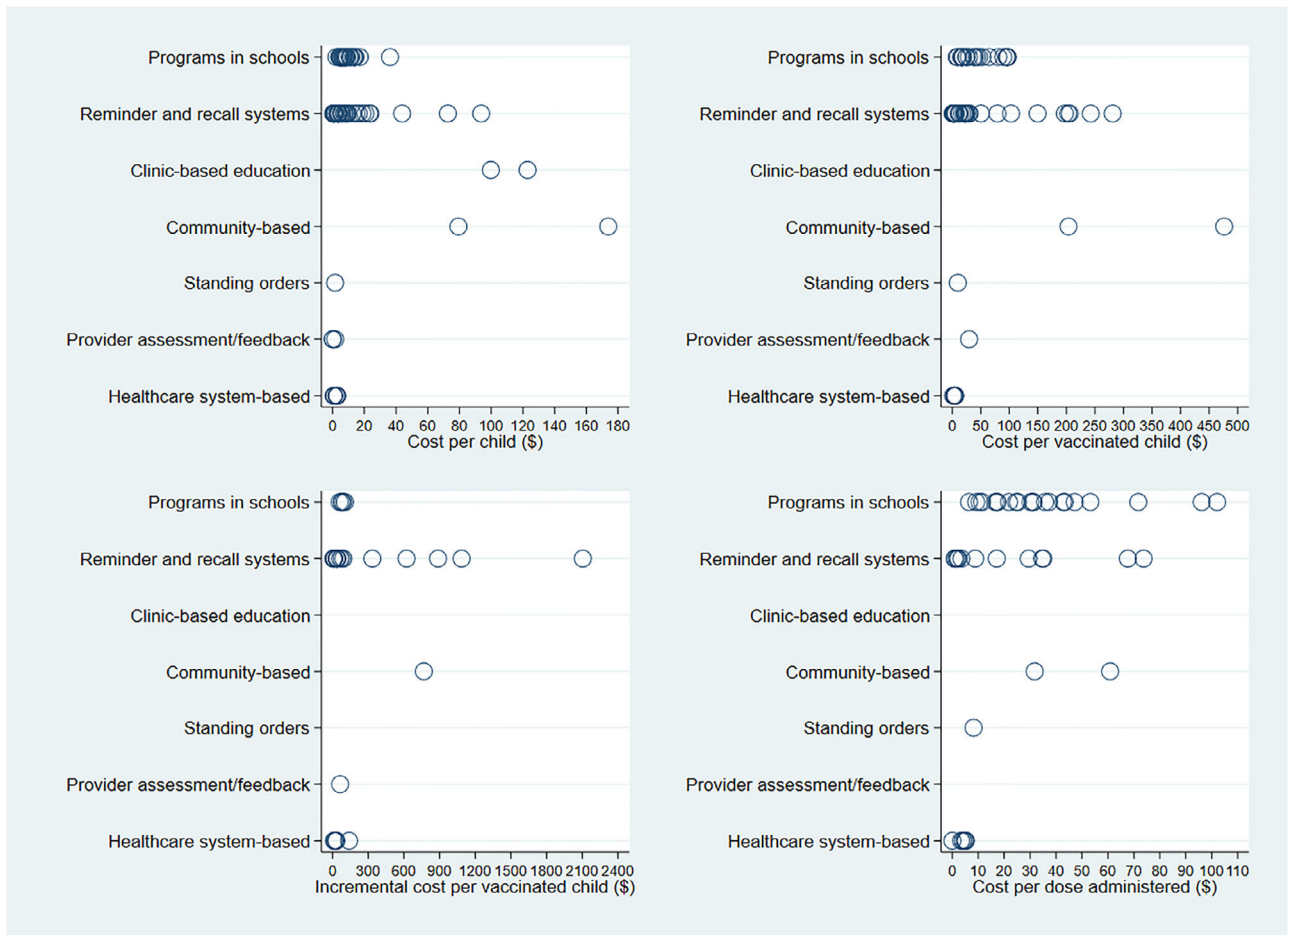 Programs in schools
Reminder and recall systems
Clinic-based education
Community-based
Standing orders
Provider assessment/feedback
Healthcare system-based
0 20 40 60 80 100 120 140 160 180
Cost per child ($)
Programs in schools
Reminder and recall systems
Clinic-based education
Community-based
Standing orders
Provider assessment/feedback
Healthcare system-based
0 50 100 150 200 250 300 350 400 450 500
Cost per vaccinated child ($)
Programs in schools
Reminder and recall systems
Clinic-based education
Community-based
Standing orders
Provider assessment/feedback
Healthcare system-based
0 300 600 900 1200 1500 1800 2100 2400
Incremental cost per vaccinated child ($)
Programs in schools
Reminder and recall systems
Clinic-based education
Community-based
Standing orders
Provider assessment/feedback
Healthcare system-based
0 10 20 30 40 50 60 70 80 90 100 110
Cost per dose administered ($)